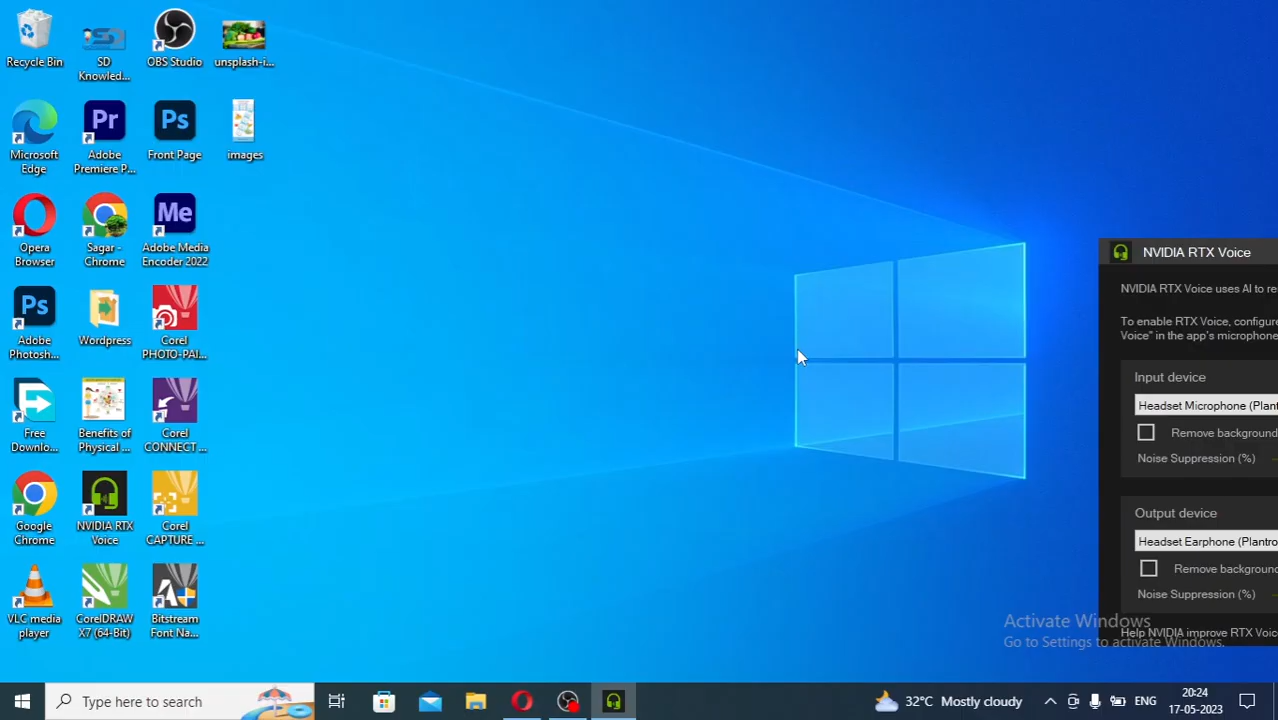 Recycle Bin
SD
Knowled...
OBS Studio
unsplash-i...
Microsoft
Edge
Pr
Adobe
Premiere P...
Ps
Front Page
images
Opera
Browser
Sagar -
Chrome
Me
Adobe Media
Encoder 2022
Ps
Adobe
Photosh...
Wordpress
Corel
PHOTO-PAI...
Free
Downlo...
Benefits of
Physical ...
Corel
CONNECT ...
Google
Chrome
NVIDIA RTX
Voice
Corel
CAPTURE ...
VLC media
player
CorelDRAW
X7 (64-Bit)
Bitstream
Font Na...
NVIDIA RTX Voice
NVIDIA RTX Voice uses AI to re
To enable RTX Voice, configure
Voice" in the app's microphone
Input device
Headset Microphone (Plant
Remove background
Noise Suppression (%)
Output device
Headset Earphone (Plantro
Remove background
Noise Suppression (%)
Help NVIDIA improve RTX Voic
Activate Windows
Go to Settings to activate Windows.
Type here to search
32°C Mostly cloudy
ENG
20:24
17-05-2023